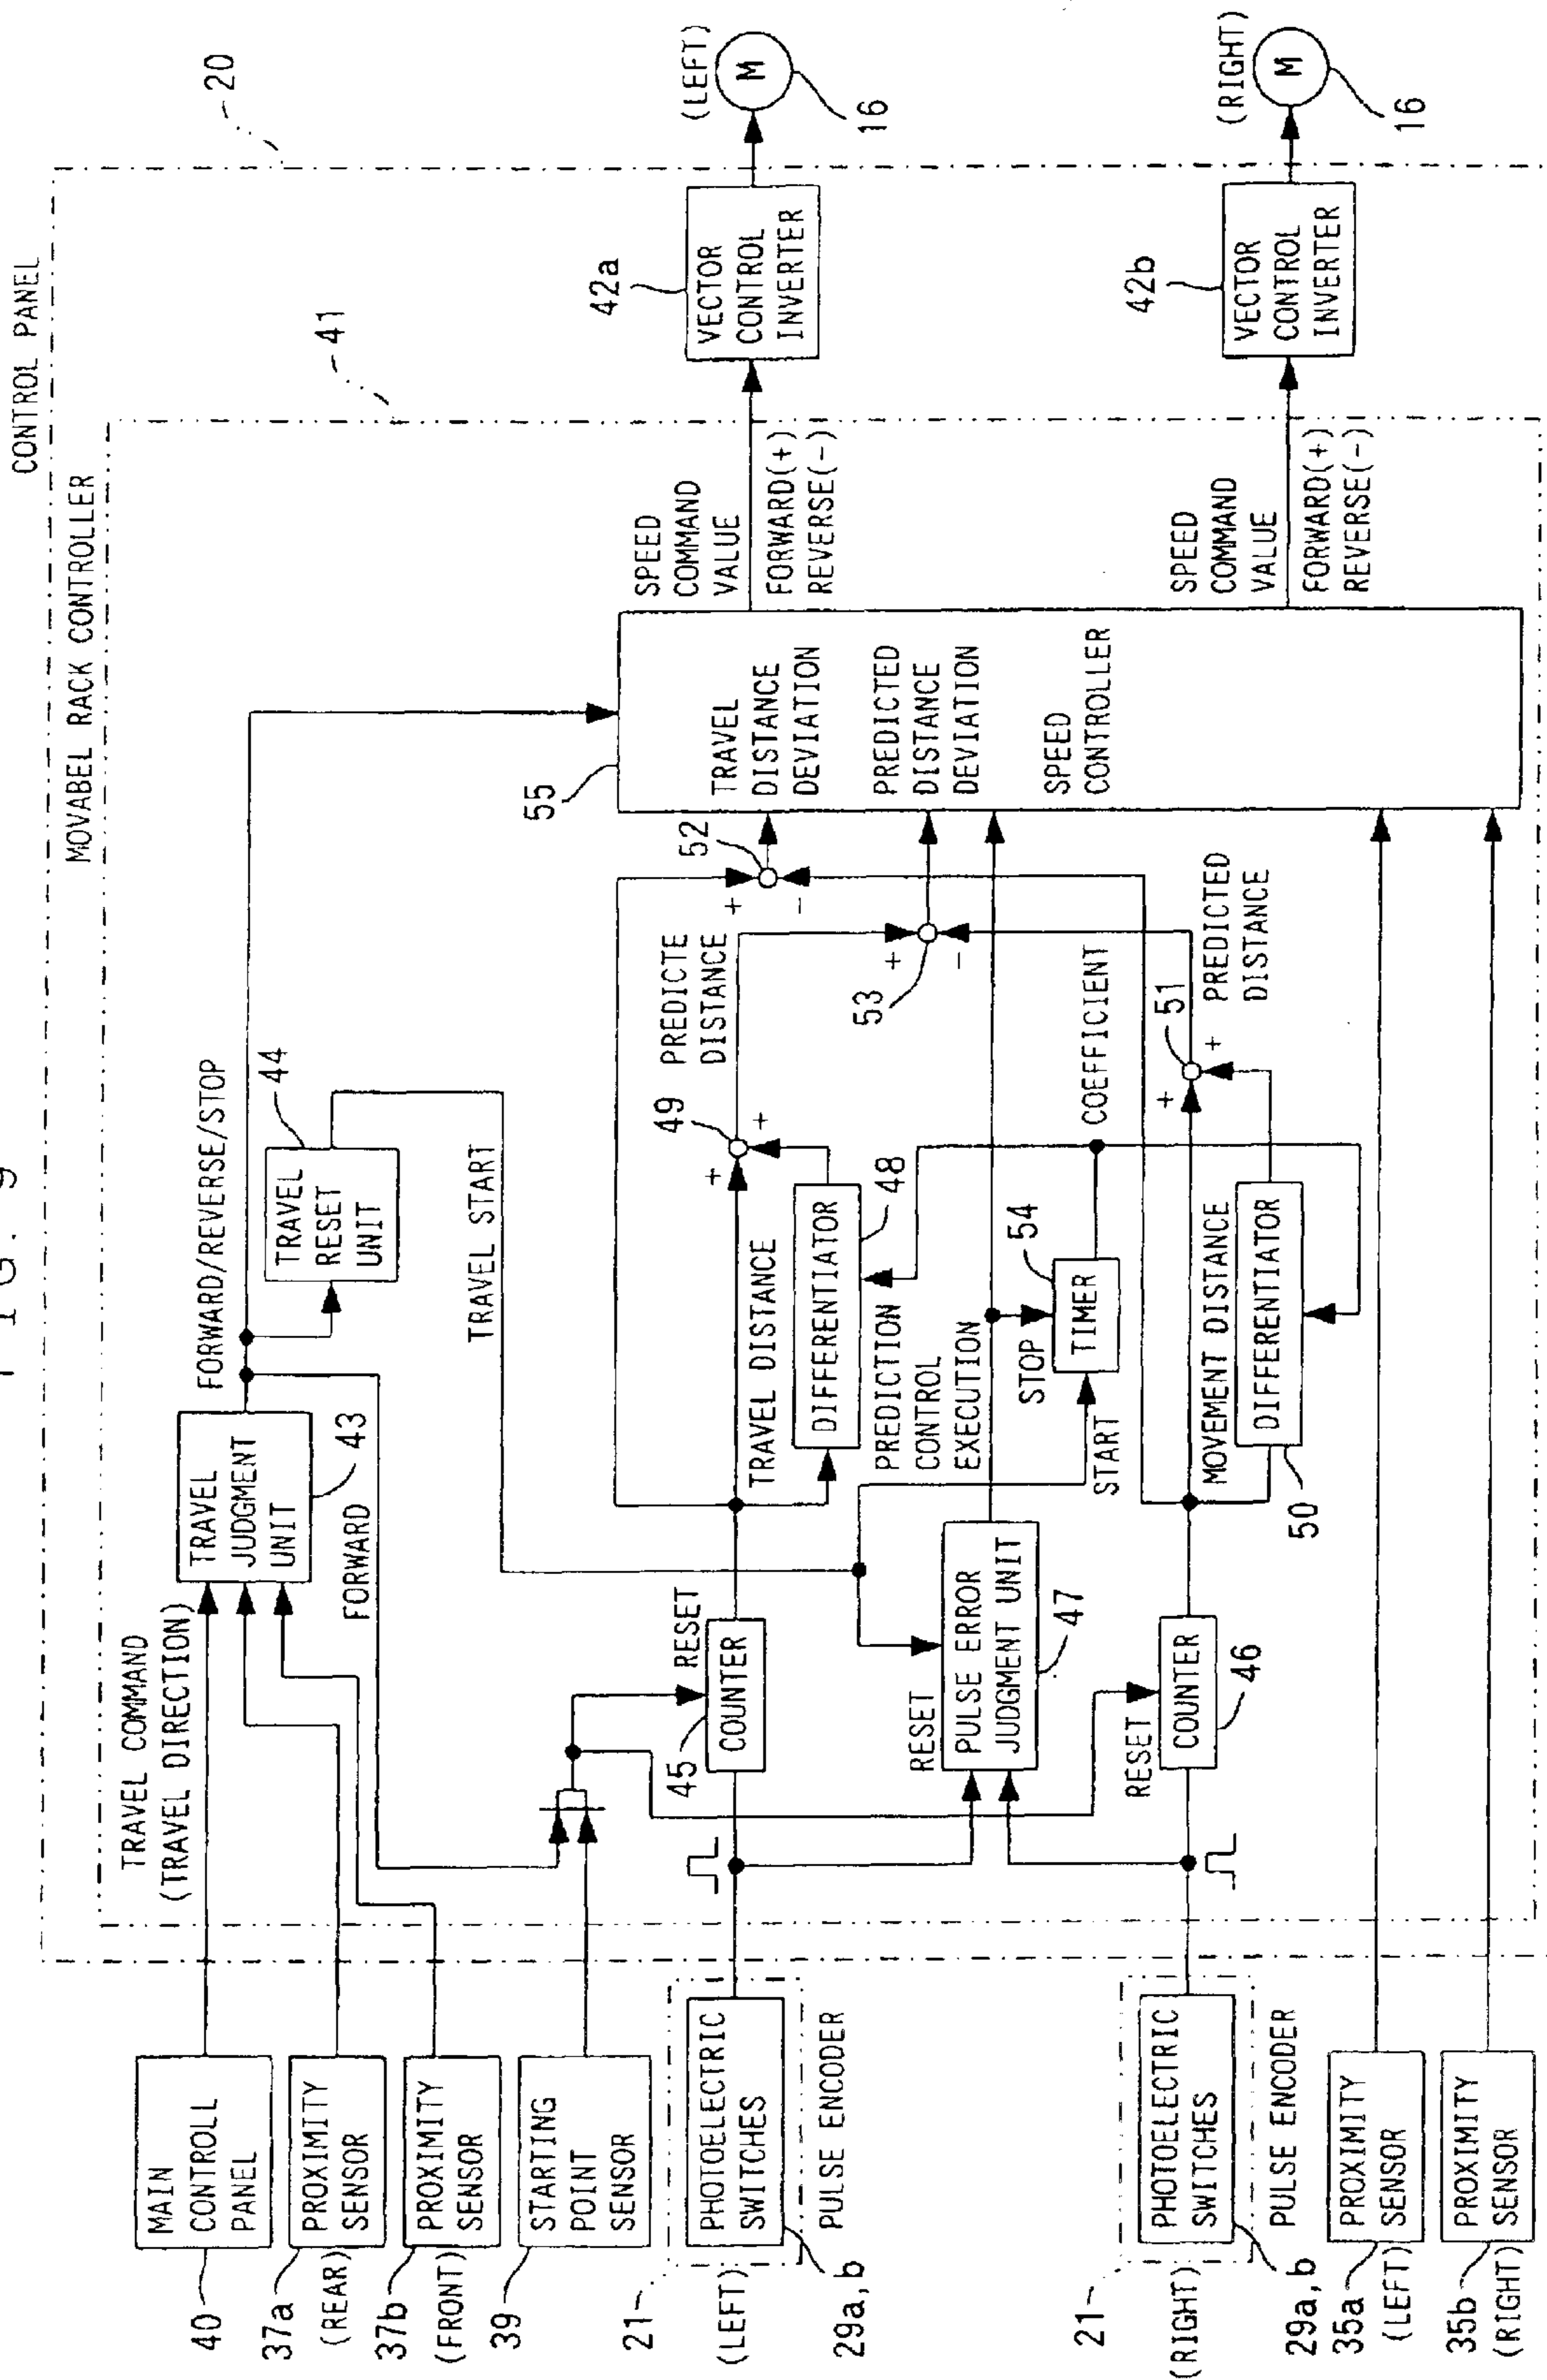 FIG. 9
CONTROL PANEL
20
MOVABEL RACK CONTROLLER
41
MAIN
CONTROLL
PANEL
40
TRAVEL COMMAND
(TRAVEL DIRECTION)
PROXIMITY
SENSOR
37a
(REAR)
PROXIMITY
SENSOR
37b
(FRONT)
STARTING
POINT
SENSOR
39
TRAVEL
JUDGMENT
UNIT
43
FORWARD
FORWARD/REVERSE/STOP
TRAVEL
RESET
UNIT
44
TRAVEL START
21
(LEFT)
PHOTOELECTRIC
SWITCHES
29a,b
PULSE ENCODER
45
COUNTER
RESET
TRAVEL DISTANCE
DIFFERENTIATOR
48
+
+
49
PREDICTE
DISTANCE
+
-
52
+
-
53
RESET
PULSE ERROR
JUDGMENT UNIT
47
PREDICTION
CONTROL
EXECUTION
STOP
START
TIMER
54
COEFFICIENT
21
(RIGHT)
PHOTOELECTRIC
SWITCHES
29a,b
PULSE ENCODER
RESET
COUNTER
46
MOVEMENT DISTANCE
DIFFERENTIATOR
50
+
+
51
PREDICTED
DISTANCE
PROXIMITY
SENSOR
35a
(LEFT)
PROXIMITY
SENSOR
35b
(RIGHT)
55
TRAVEL
DISTANCE
DEVIATION
PREDICTED
DISTANCE
DEVIATION
SPEED
CONTROLLER
SPEED
COMMAND
VALUE
FORWARD(+)
REVERSE(-)
42a
VECTOR
CONTROL
INVERTER
(LEFT)
M
16
SPEED
COMMAND
VALUE
FORWARD(+)
REVERSE(-)
42b
VECTOR
CONTROL
INVERTER
(RIGHT)
M
16